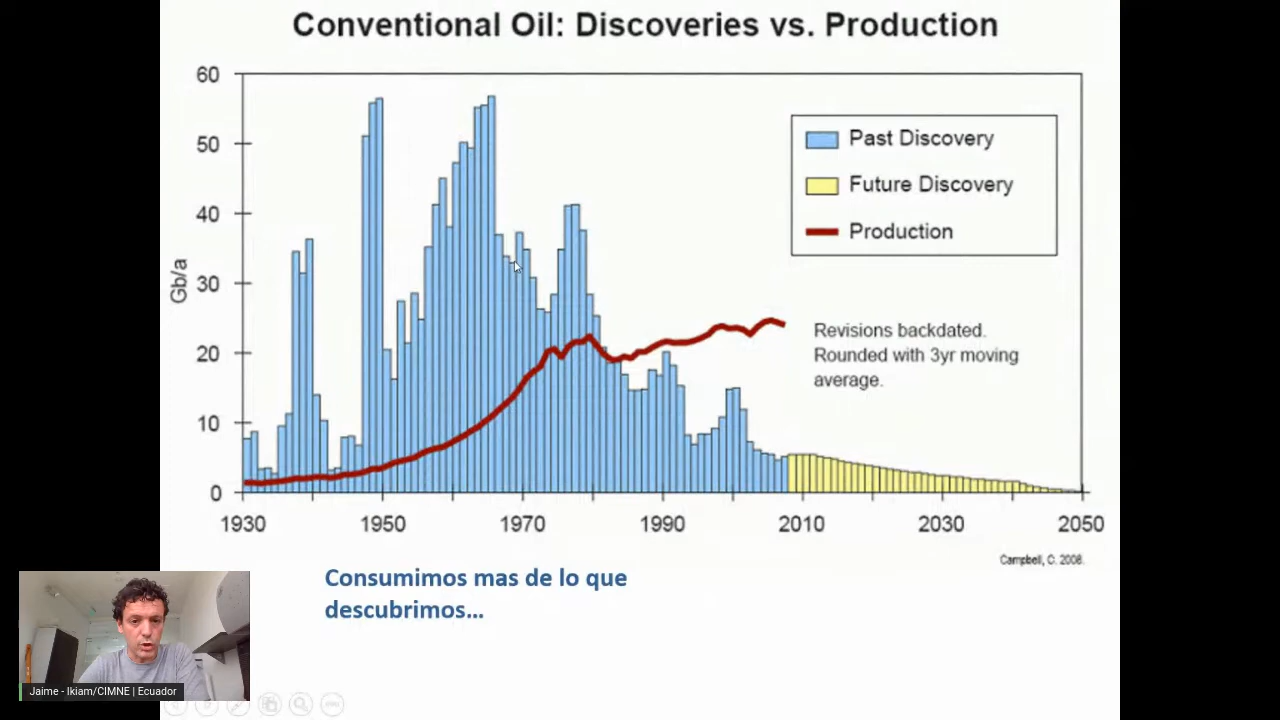 Conventional Oil: Discoveries vs. Production
60
50
40
30
20
10
0
Gb/a
Past Discovery
Future Discovery
Production
Revisions backdated.
Rounded with 3yr moving
average.
1930
1950
1970
1990
2010
2030
2050
Campbell, C. 2008.
Consumimos mas de lo que
descubrimos...
Jaime - Ikiam/CIMNE | Ecuador